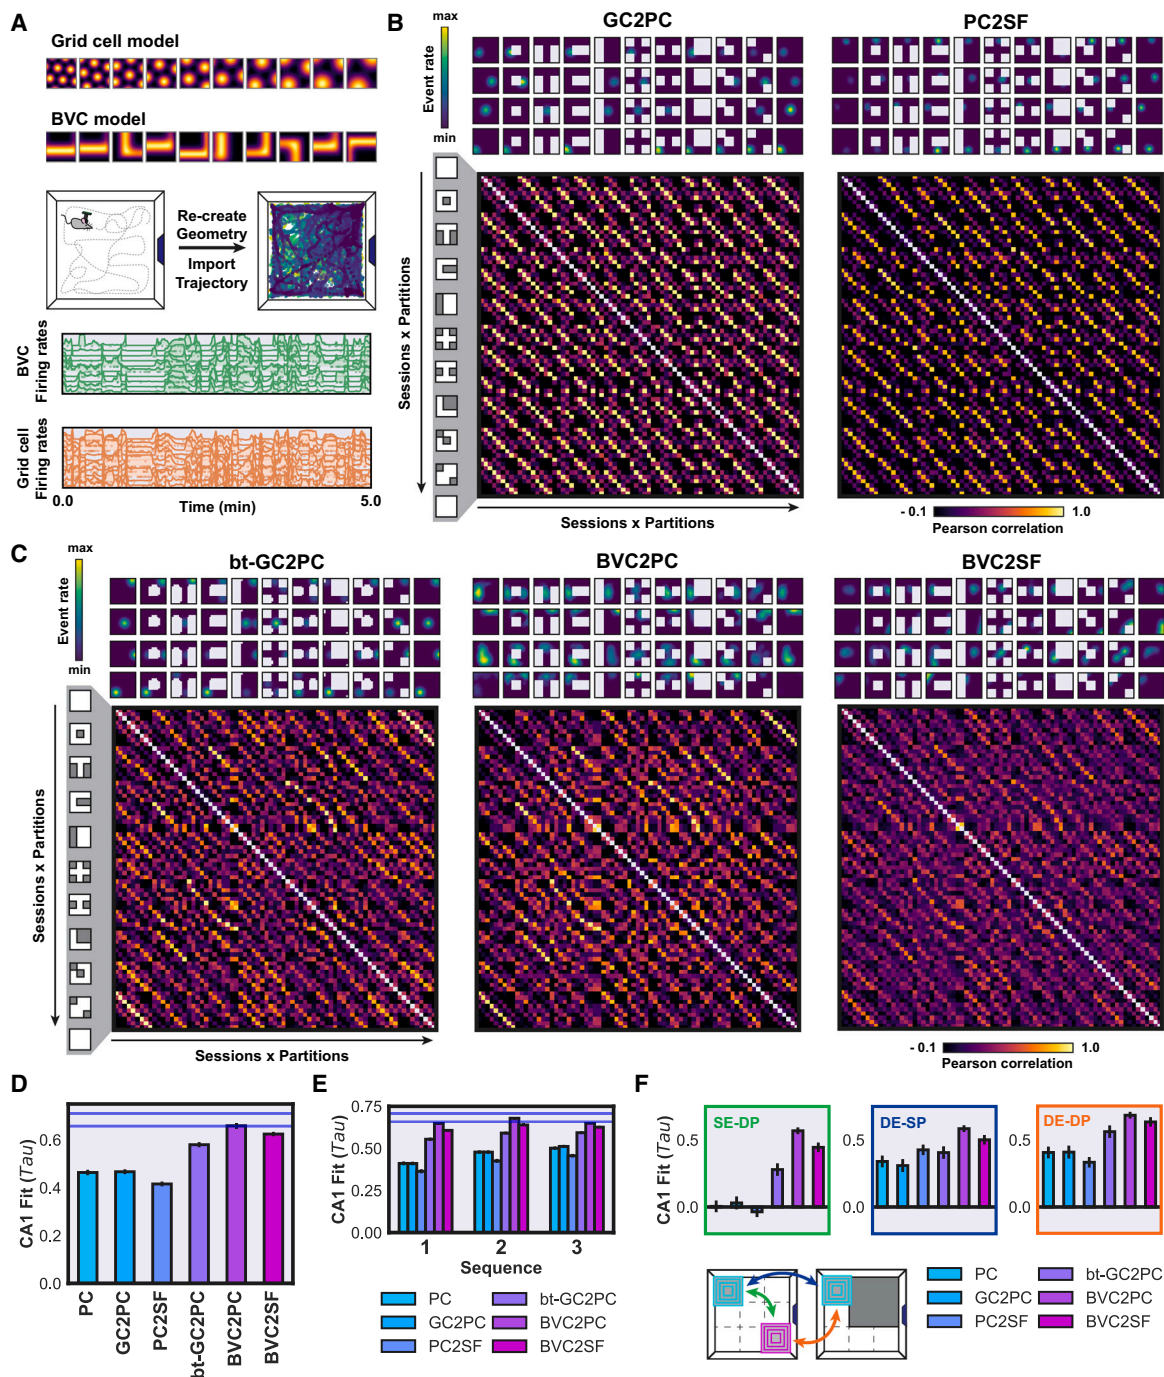 A
Grid cell model
BVC model
Re-create
Geometry
Import
Trajectory
BVC
Firing rates
Grid cell
Firing rates
0.0
5.0
Time (min)
B
GC2PC
PC2SF
max
Event rate
min
Sessions x Partitions
Sessions x Partitions
- 0.1
1.0
Pearson correlation
C
bt-GC2PC
BVC2PC
BVC2SF
max
Event rate
min
Sessions x Partitions
Sessions x Partitions
- 0.1
1.0
Pearson correlation
D
CA1 Fit (Tau)
0.6
0.4
0.2
0.0
PC
GC2PC
PC2SF
bt-GC2PC
BVC2PC
BVC2SF
E
CA1 Fit (Tau)
0.75
0.50
0.25
0.00
1
2
3
Sequence
PC
GC2PC
PC2SF
bt-GC2PC
BVC2PC
BVC2SF
F
CA1 Fit (Tau)
SE-DP
0.5
0.0
DE-SP
0.5
0.0
DE-DP
0.5
0.0
PC
GC2PC
PC2SF
bt-GC2PC
BVC2PC
BVC2SF